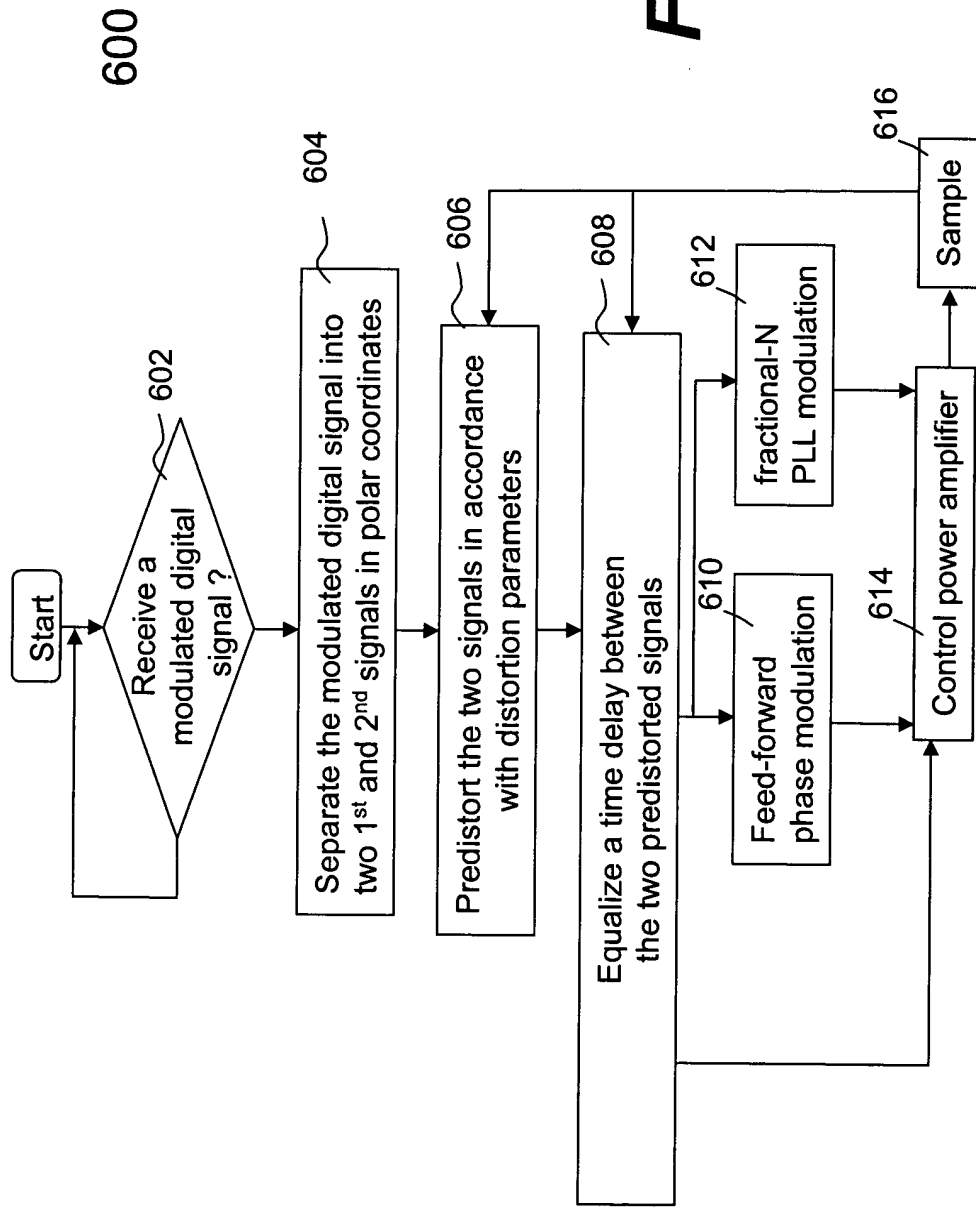 600
Start
602
Receive a
modulated digital
signal ?
604
Separate the modulated digital signal into
two 1st and 2nd signals in polar coordinates
606
Predistort the two signals in accordance
with distortion parameters
608
Equalize a time delay between
the two predistorted signals
610
Feed-forward
phase modulation
612
fractional-N
PLL modulation
614
Control power amplifier
616
Sample